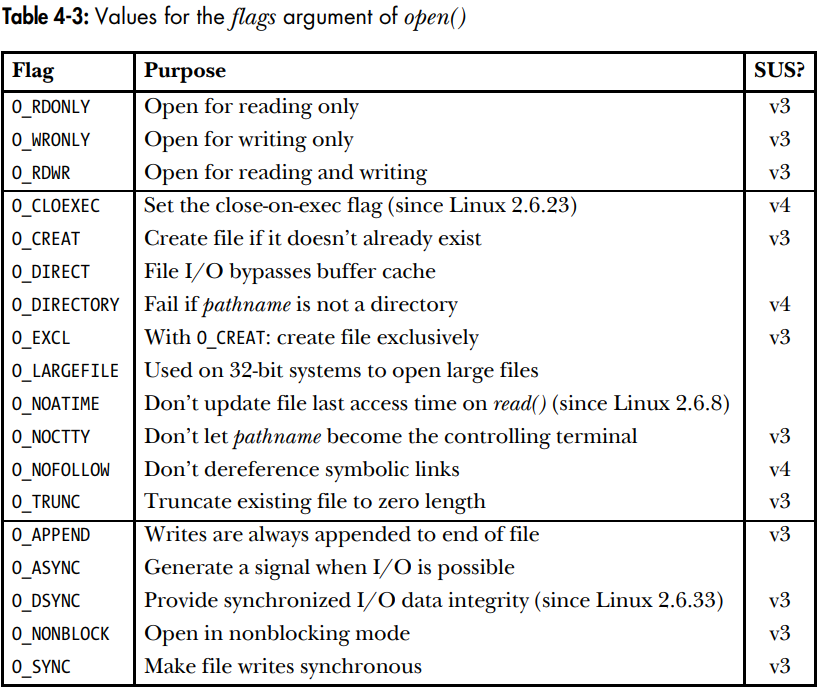 Table 4-3: Values for the flags argument of open()
Flag Purpose SUS?
O_RDONLY Open for reading only v3
O_WRONLY Open for writing only v3
O_RDWR Open for reading and writing v3
O_CLOEXEC Set the close-on-exec flag (since Linux 2.6.23) v4
O_CREAT Create file if it doesn’t already exist v3
O_DIRECT File I/O bypasses buffer cache
O_DIRECTORY Fail if pathname is not a directory v4
O_EXCL With O_CREAT: create file exclusively v3
O_LARGEFILE Used on 32-bit systems to open large files
O_NOATIME Don’t update file last access time on read() (since Linux 2.6.8)
O_NOCTTY Don’t let pathname become the controlling terminal v3
O_NOFOLLOW Don’t dereference symbolic links v4
O_TRUNC Truncate existing file to zero length v3
O_APPEND Writes are always appended to end of file v3
O_ASYNC Generate a signal when I/O is possible
O_DSYNC Provide synchronized I/O data integrity (since Linux 2.6.33) v3
O_NONBLOCK Open in nonblocking mode v3
O_SYNC Make file writes synchronous v3